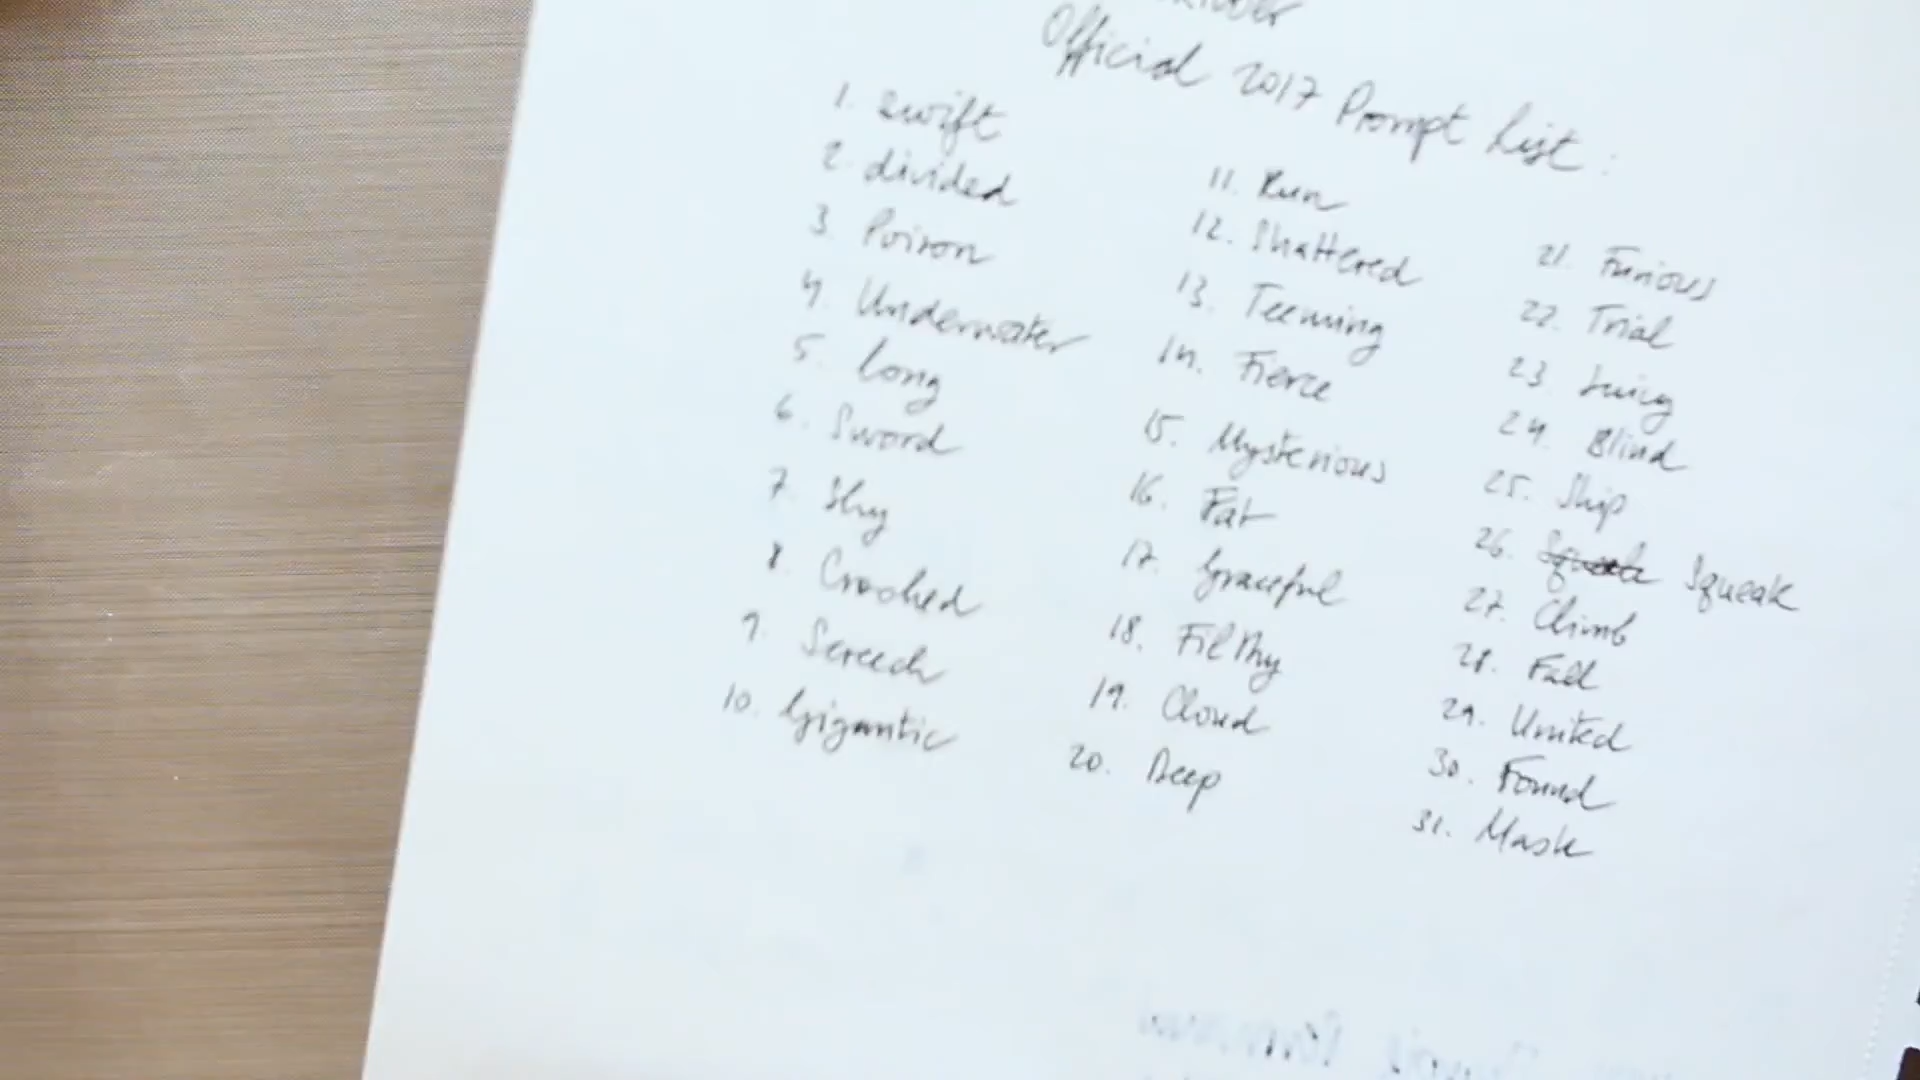 Official 2017 Prompt List:
1. swift
2. divided
3. Poison
4. Underwater
5. long
6. Sword
7. Shy
8. Crooked
9. Screech
10. Gigantic
11. Run
12. Shattered
13. Teeming
14. Fierce
15. Mysterious
16. Fat
17. Graceful
18. Filthy
19. Cloud
20. Deep
21. Furious
22. Trial
23. Juicy
24. Blind
25. Ship
26. Squeak
27. Climb
28. Fall
29. United
30. Found
31. Mask